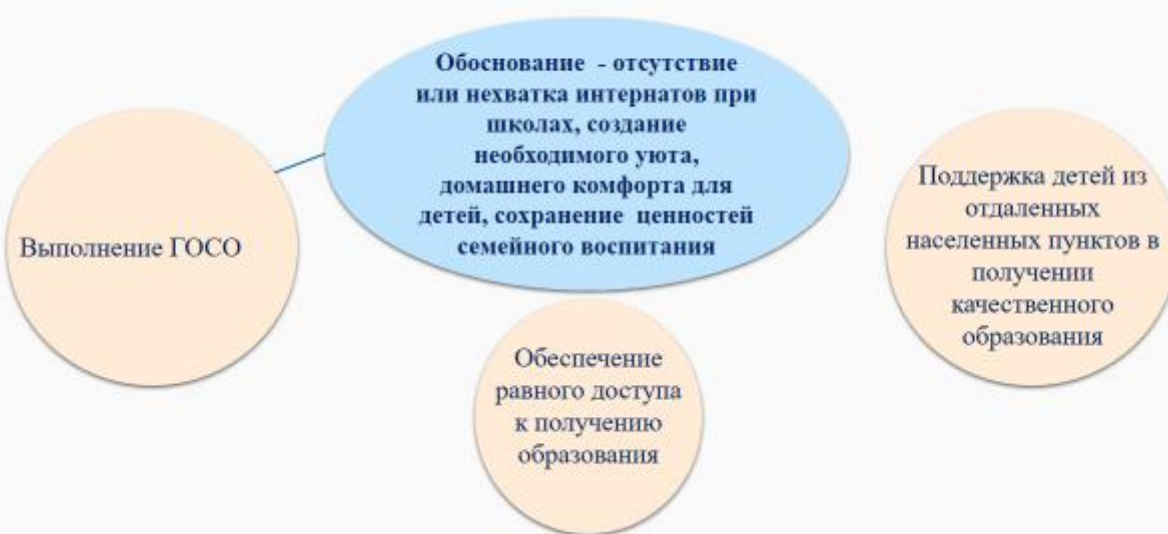 Обоснование - отсутствие
или нехватка интернатов при
школах, создание
необходимого уюта,
домашнего комфорта для
детей, сохранение ценностей
семейного воспитания
Выполнение ГОСО
Поддержка детей из
отдаленных
населенных пунктов в
получении
качественного
образования
Обеспечение
равного доступа
к получению
образования